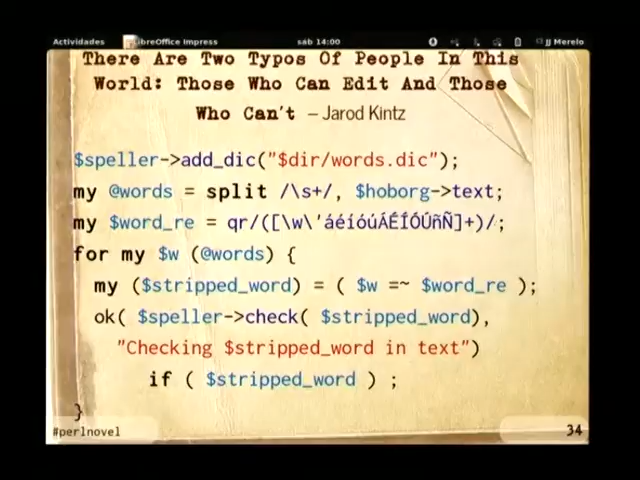 Actividades LibreOffice Impress sáb 14:00 JJ Merelo
There Are Two Typos Of People In This
World: Those Who Can Edit And Those
Who Can't – Jarod Kintz
$speller->add_dic("$dir/words.dic");
my @words = split /\s+/, $hoborg->text;
my $word_re = qr/([\w\'áéíóúÁÉÍÓÚñÑ]+)/;
for my $w (@words) {
my ($stripped_word) = ( $w =~ $word_re );
ok( $speller->check( $stripped_word),
"Checking $stripped_word in text")
if ( $stripped_word ) ;
}
#perlnovel 34